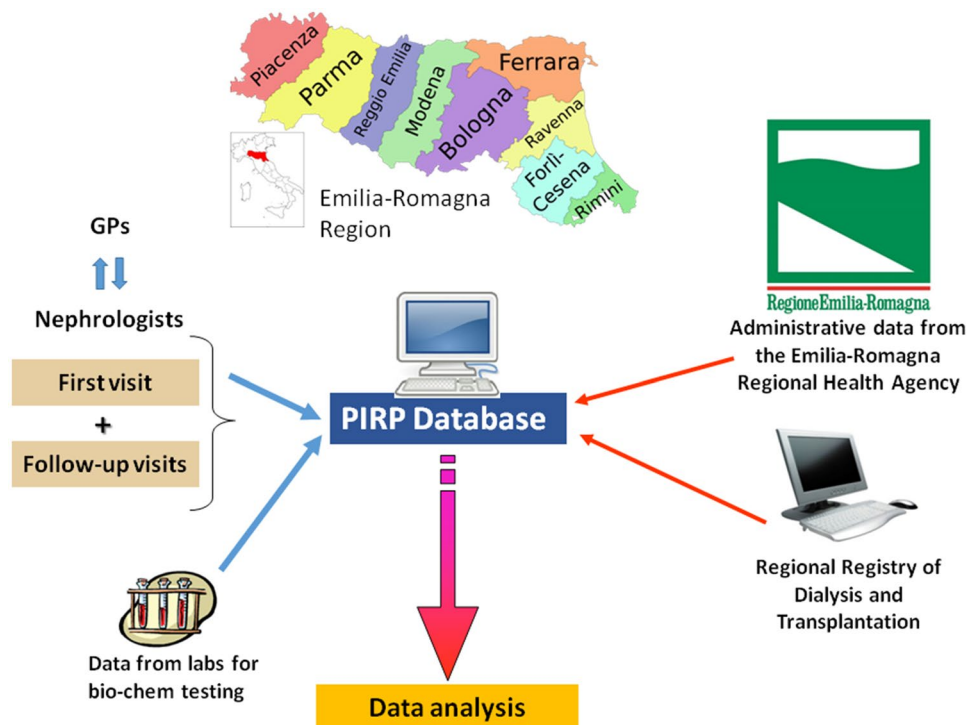 Piacenza
Parma
Reggio Emilia
Modena
Bologna
Ferrara
Ravenna
Forlì-
Cesena
Rimini
Emilia-Romagna
Region
GPs
Nephrologists
First visit
+
Follow-up visits
Data from labs for
bio-chem testing
PIRP Database
Data analysis
RegioneEmilia-Romagna
Administrative data from
the Emilia-Romagna
Regional Health Agency
Regional Registry of
Dialysis and
Transplantation